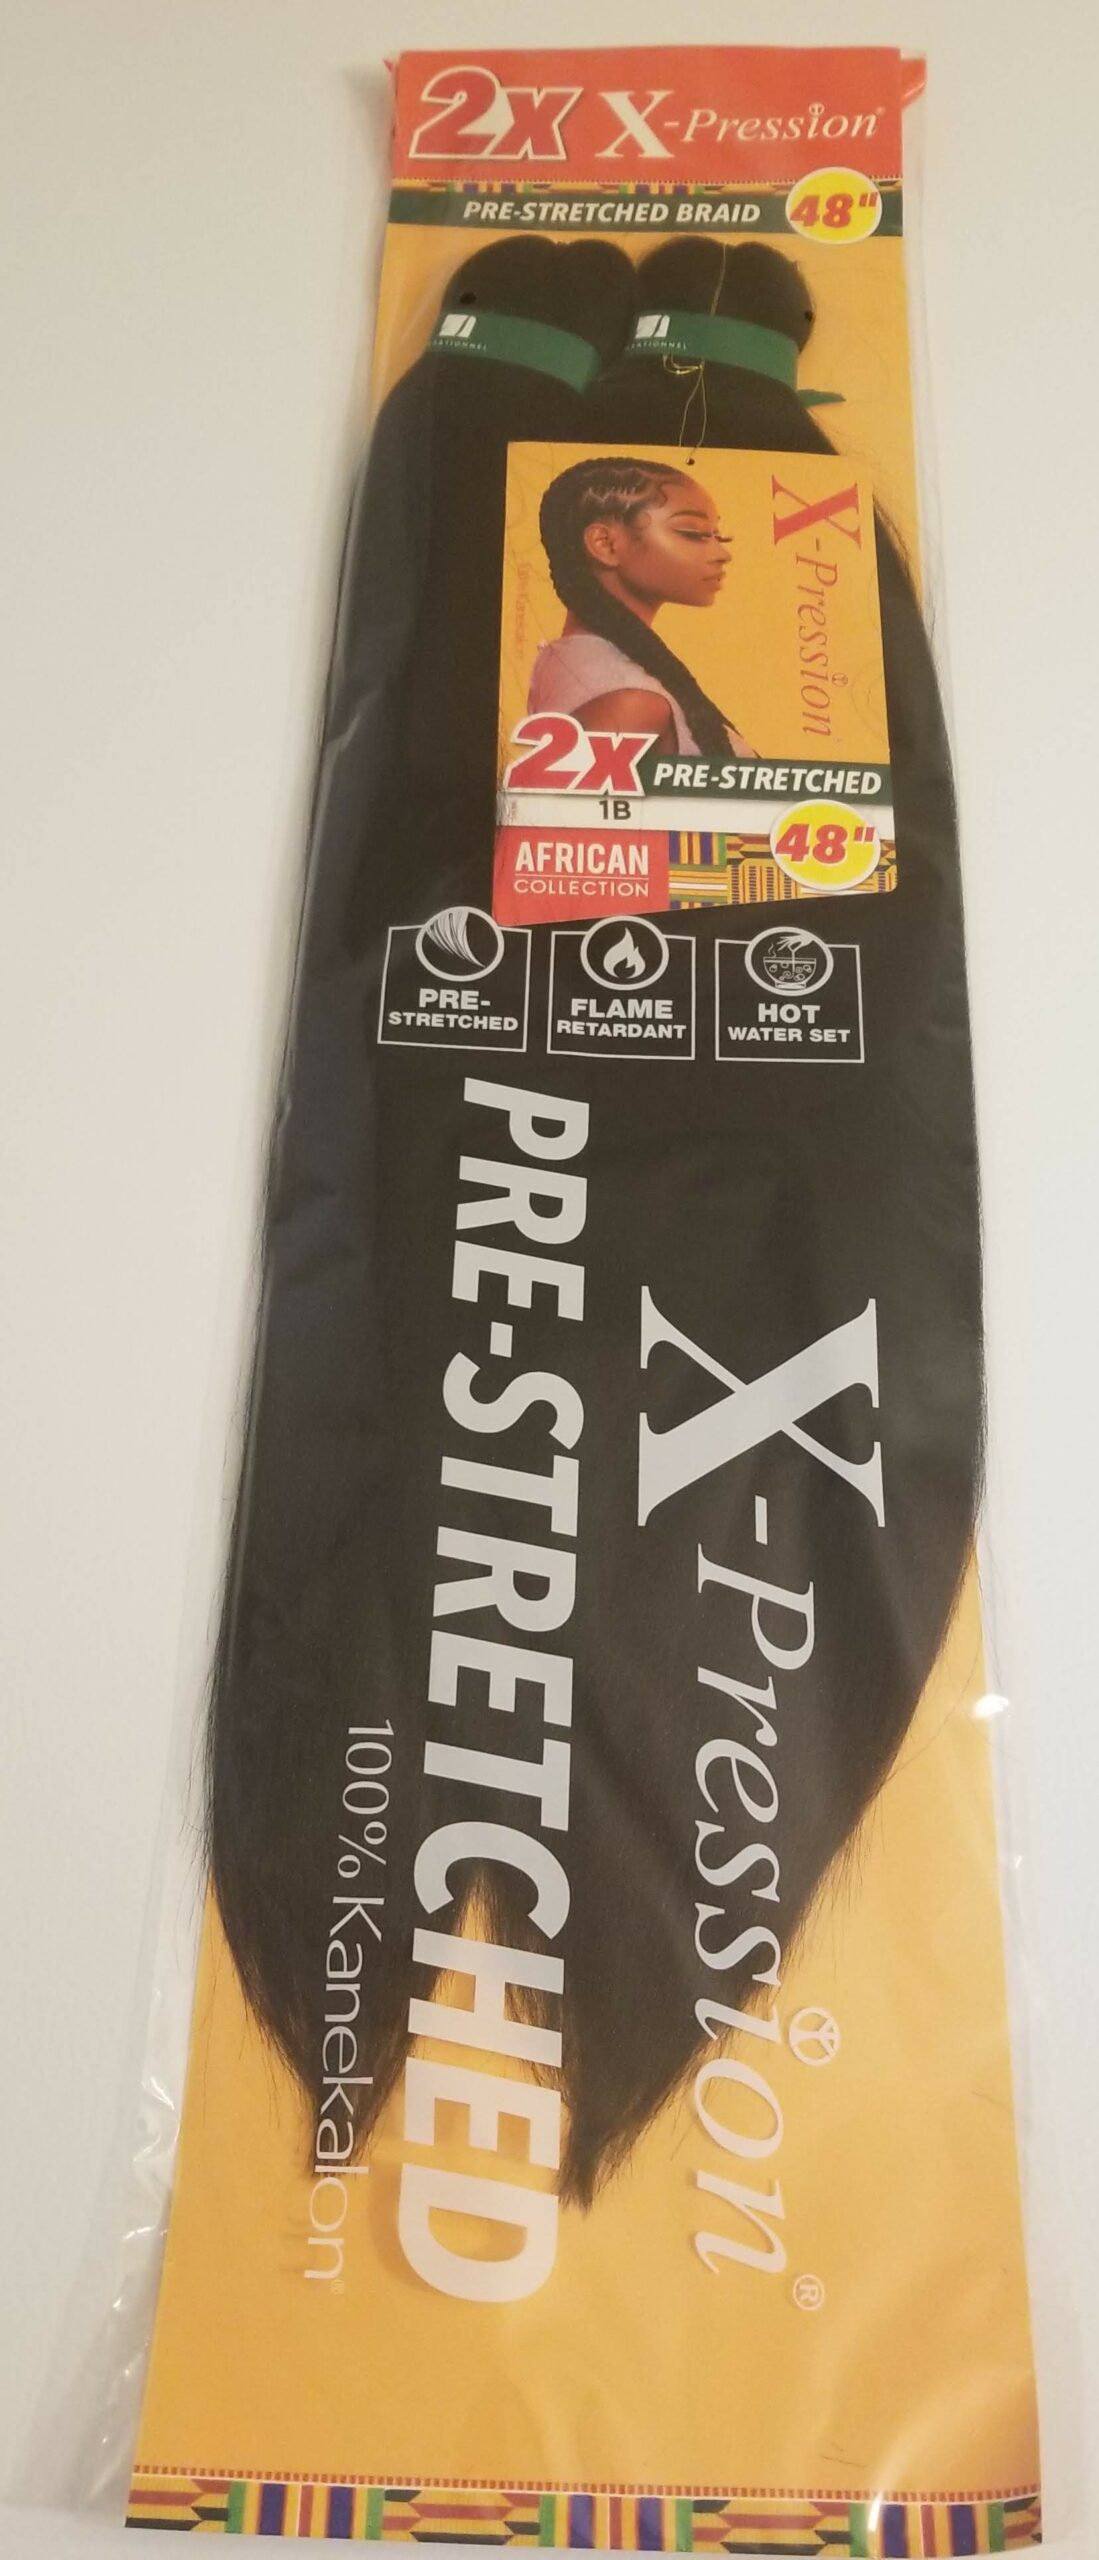 2X X-Pression®
PRE-STRETCHED BRAID 48"
X-Pression
2X PRE-STRETCHED
1B
48"
AFRICAN
COLLECTION
PRE-
STRETCHED
FLAME
RETARDANT
HOT
WATER SET
X-Pression®
PRE-STRETCHED
100% Kanekalon®